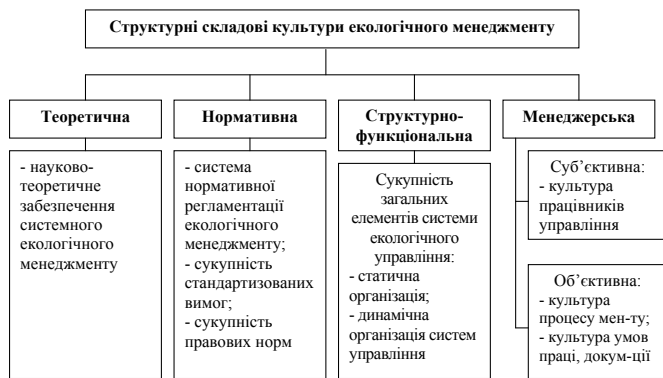 Структурні складові культури екологічного менеджменту
Теоретична
- науково-
теоретичне
забезпечення
системного
екологічного
менеджменту
Нормативна
- система
нормативної
регламентації
екологічного
менеджменту;
- сукупність
стандартизованих
вимог;
- сукупність
правових норм
Структурно-
функціональна
Сукупність
загальних
елементів системи
екологічного
управління:
- статична
організація;
- динамічна
організація систем
управління
Менеджерська
Суб’єктивна:
- культура
працівників
управління
Об’єктивна:
- культура
процесу мен-ту;
- культура умов
праці, докум-ції